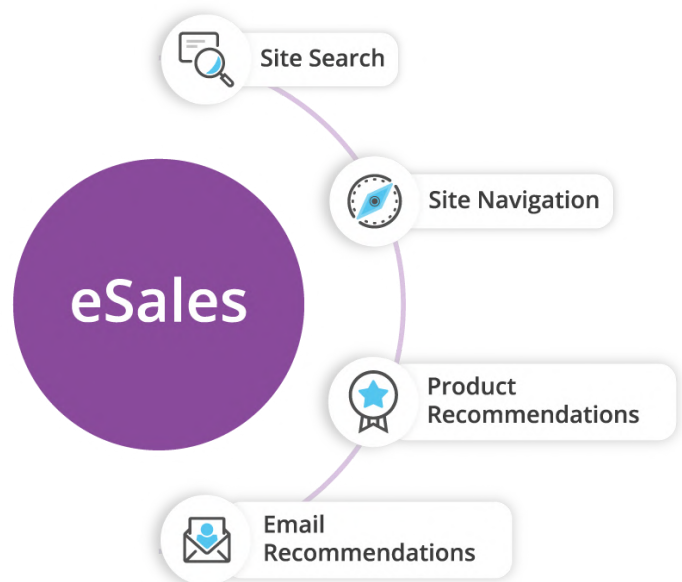 Site Search
Site Navigation
eSales
Product
Recommendations
Email
Recommendations